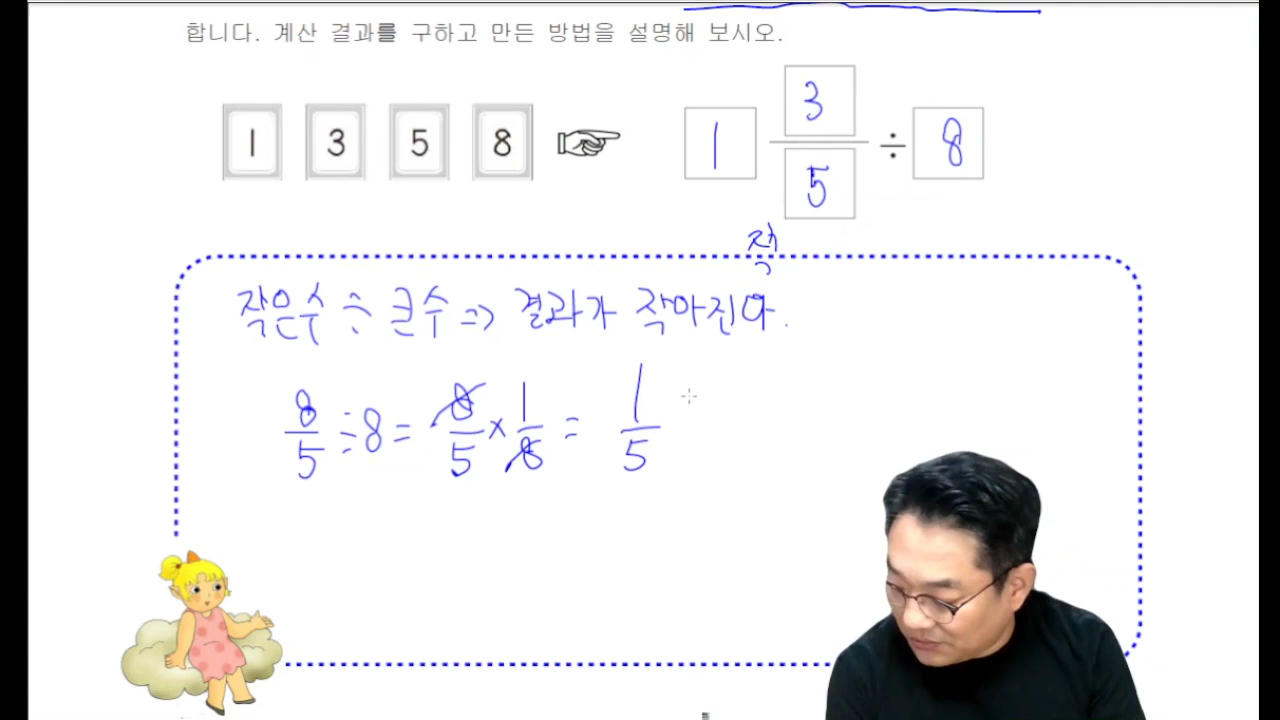 합니다. 계산 결과를 구하고 만든 방법을 설명해 보시오.
1 3 5 8 ☞ 1 3/5 ÷ 8
적
작은수 ÷ 큰수 => 결과가 작아진다.
8/5 ÷ 8 = 8/5 × 1/8 = 1/5